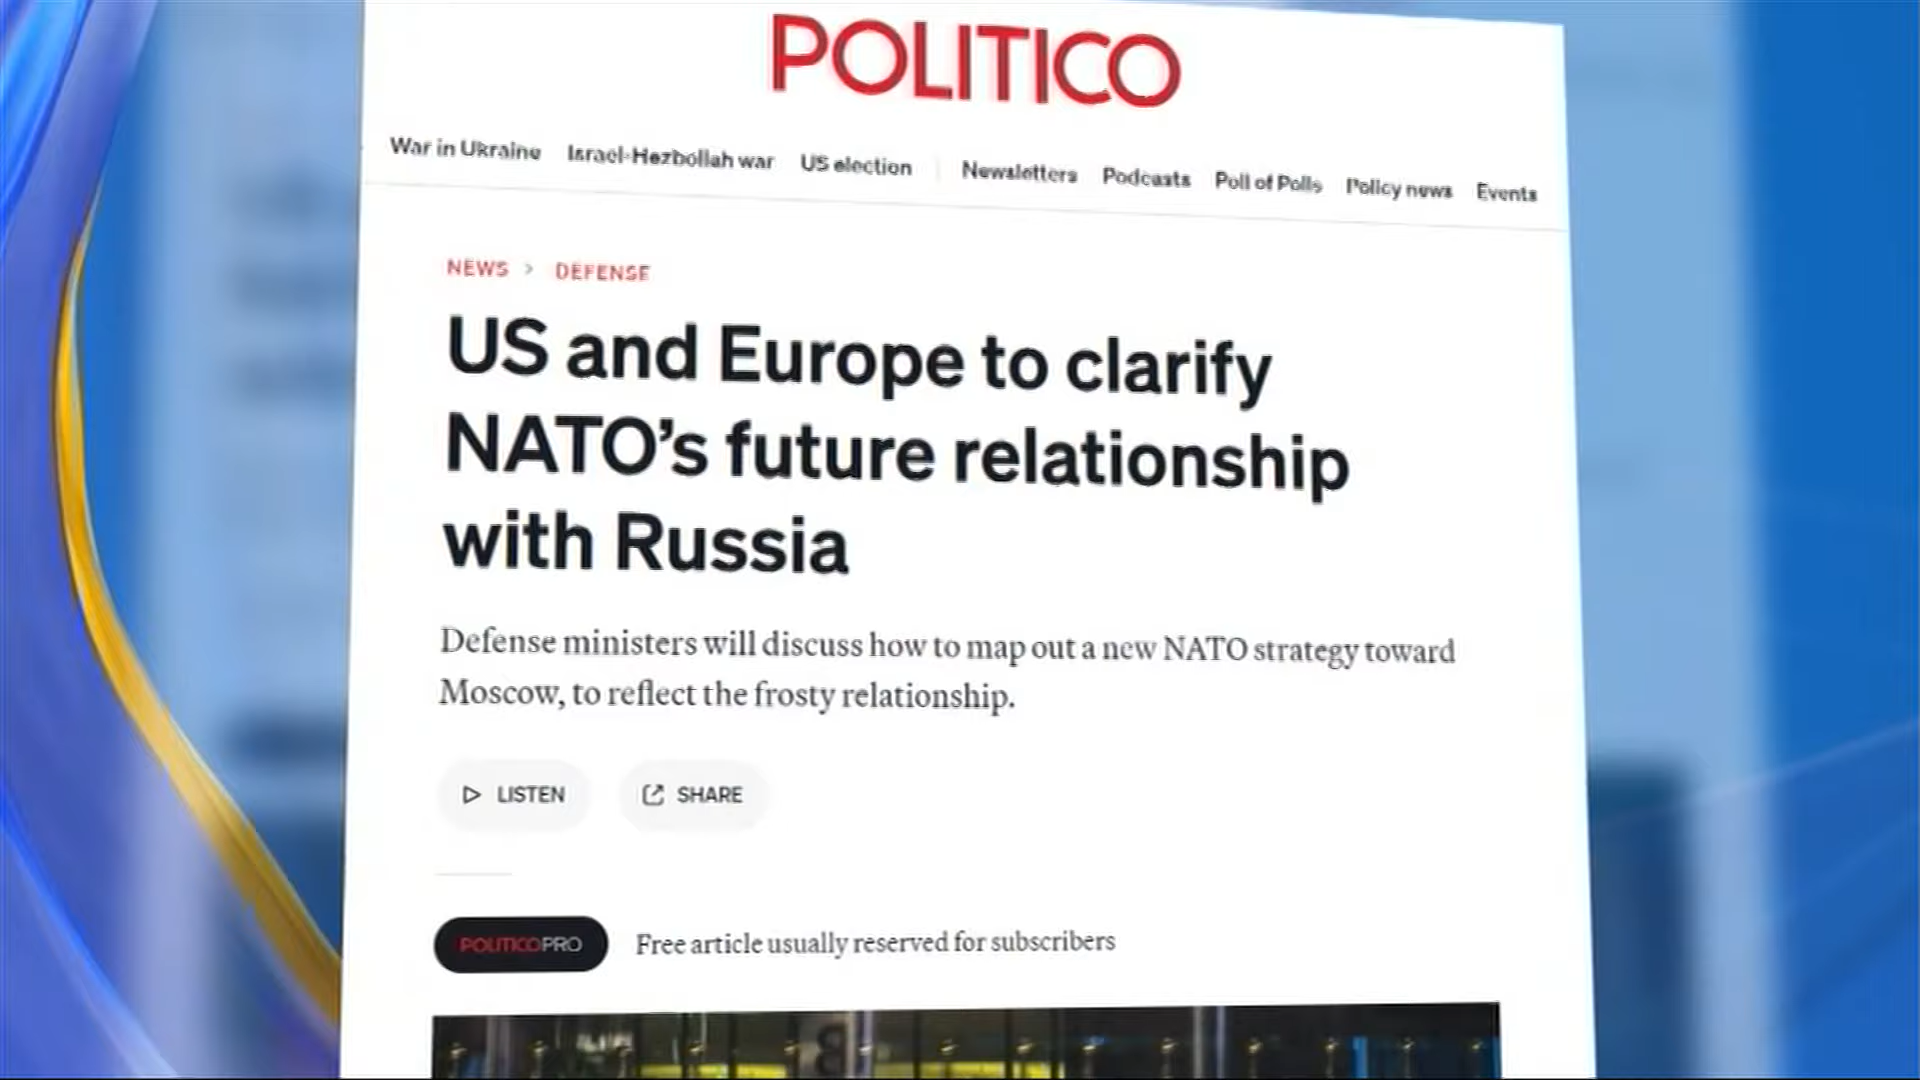 POLITICO
War in Ukraine Israel-Hezbollah war US election Newsletters Podcasts Poll of Polls Policy news Events
NEWS > DEFENSE
US and Europe to clarify
NATO’s future relationship
with Russia
Defense ministers will discuss how to map out a new NATO strategy toward
Moscow, to reflect the frosty relationship.
LISTEN SHARE
POLITICOPRO Free article usually reserved for subscribers
8